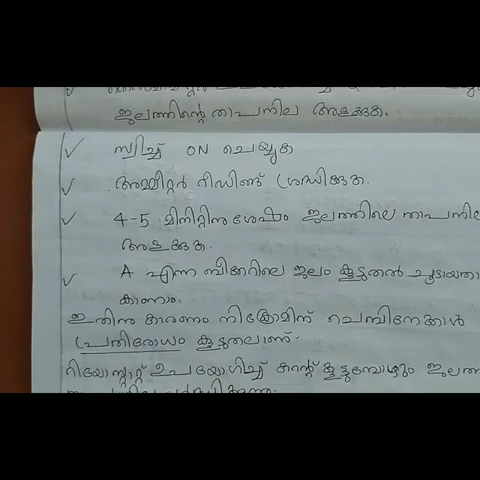 ജലത്തിന്റെ താപനില അളക്കുക.
സ്വിച്ച് ON ചെയ്യുക
അമ്മീറ്റർ റീഡിങ്ങ് ശ്രദ്ധിക്കുക.
4-5 മിനിറ്റിനു ശേഷം ജലത്തിലെ താപനില
അളക്കുക.
A എന്ന ബീക്കറിലെ ജലം കൂടുതൽ ചൂടായതാ
കാണാം.
ഇതിനു കാരണം നിക്രോമിന് ചെമ്പിനേക്കാൾ
പ്രതിരോധം കൂടുതലാണ്.
റിയോസ്റ്റാറ്റ് ഉപയോഗിച്ച് കറന്റ് കൂട്ടുമ്പോഴും